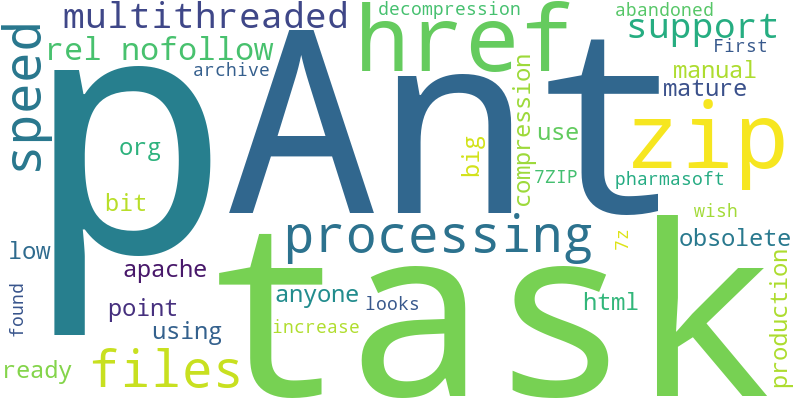 multithreaded
decompression
abandoned
rel nofollow
href
support
First
archive
manual
mature
speed
p
Ant
zip
org
big
compression
use
7ZIP
pharmasoft
bit
wish
processing
7z
obsolete
low
apache
task
anyone
looks
html
production
found
point
using
increase
files
ready